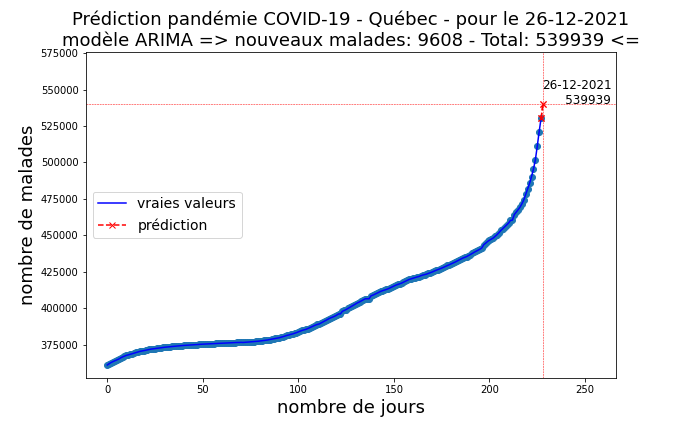 Prédiction pandémie COVID-19 - Québec - pour le 26-12-2021
modèle ARIMA => nouveaux malades: 9608 - Total: 539939 <=
575000
550000
525000
500000
475000
450000
425000
400000
375000
nombre de malades
26-12-2021
539939
vraies valeurs
prédiction
0
50
100
150
200
250
nombre de jours